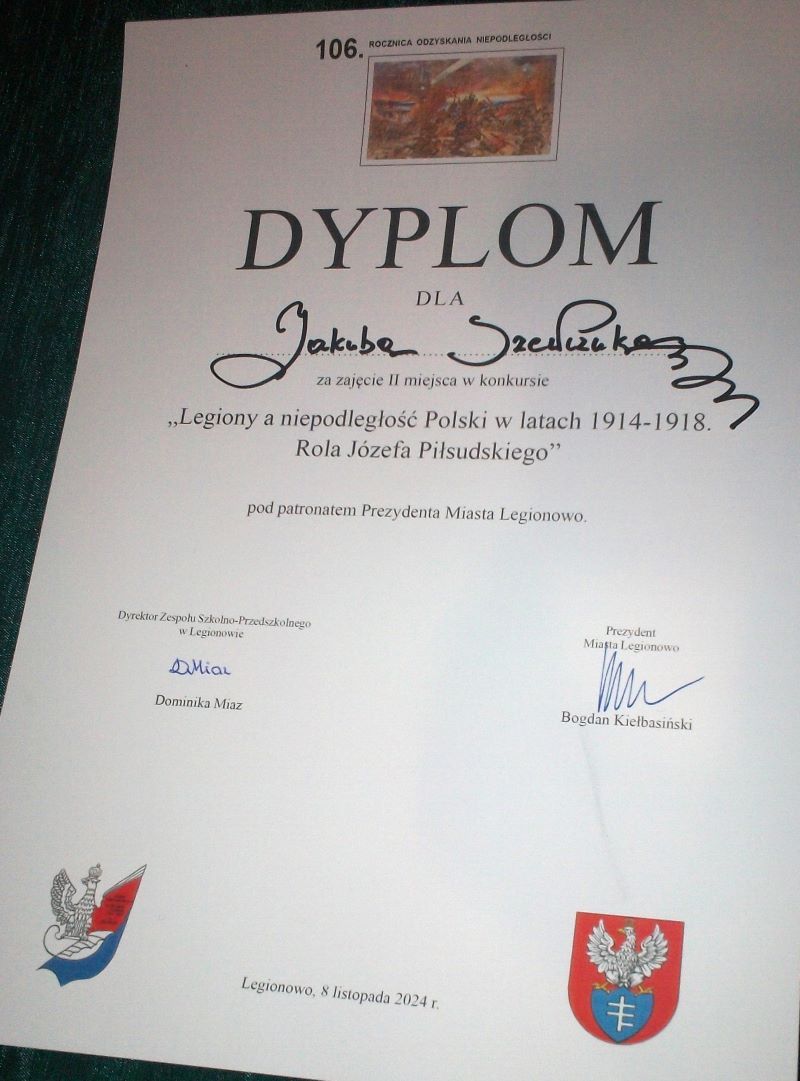 106. ROCZNICA ODZYSKANIA NIEPODLEGŁOŚCI
DYPLOM
DLA
Jakuba
za zajęcie II miejsca w konkursie
„Legiony a niepodległość Polski w latach 1914-1918.
Rola Józefa Piłsudskiego”
pod patronatem Prezydenta Miasta Legionowo.
Dyrektor Zespołu Szkolno-Przedszkolnego
w Legionowie
DMiaz
Dominika Miaz
Prezydent
Miasta Legionowo
Bogdan Kiełbasiński
Legionowo, 8 listopada 2024 r.